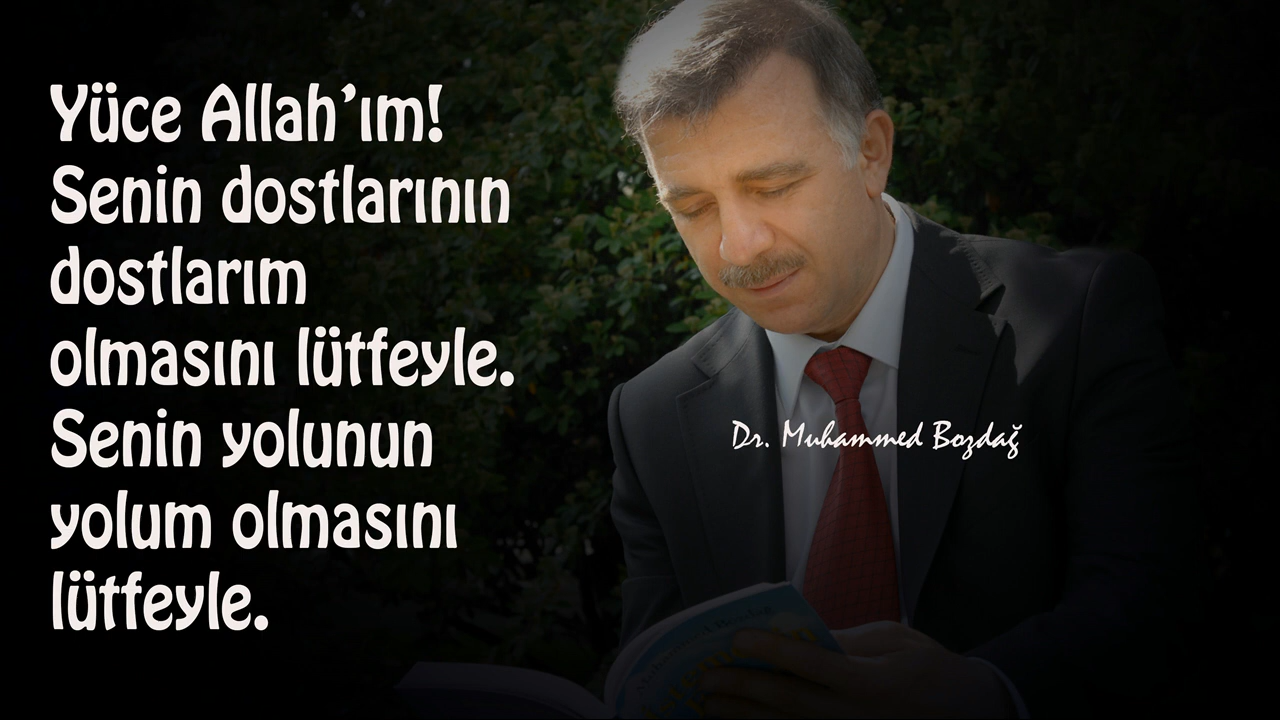 Yüce Allah’ım!
Senin dostlarının
dostlarım
olmasını lütfeyle.
Senin yolunun
yolum olmasını
lütfeyle.
Dr. Muhammed Bozdağ